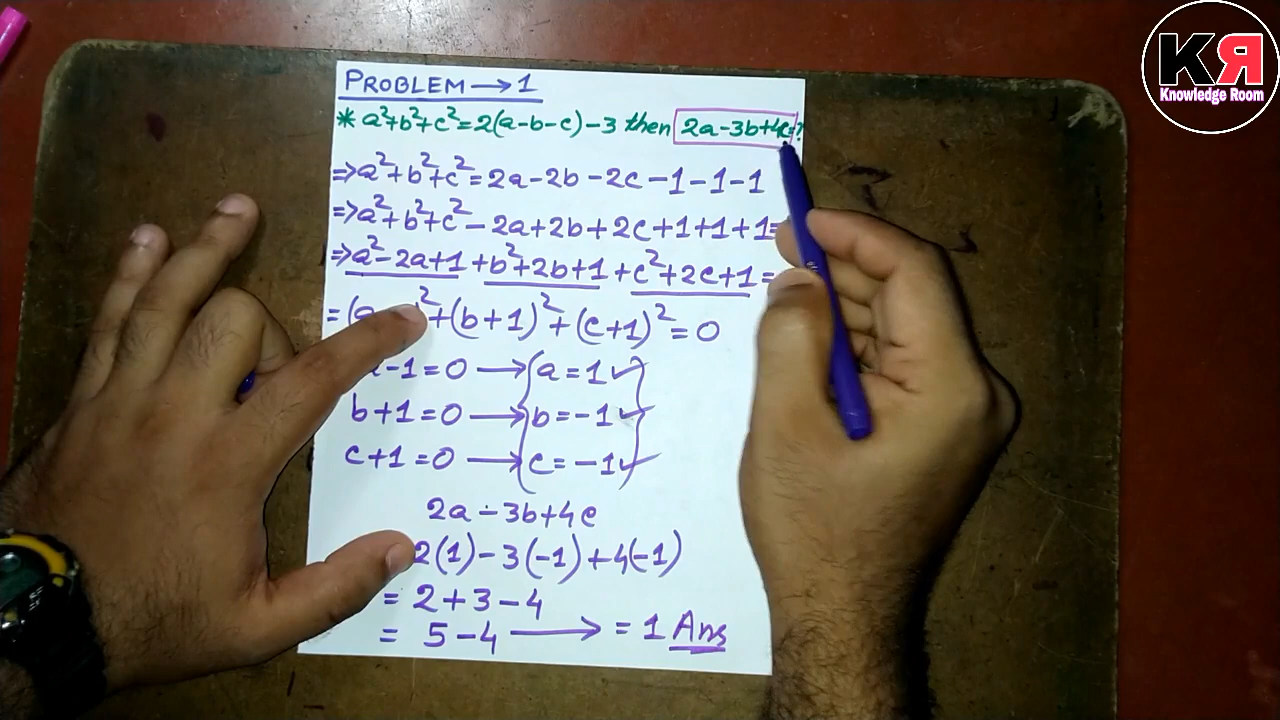 PROBLEM → 1
* a²+b²+c²=2(a-b-c)-3 then 2a-3b+4c=?
⇒a²+b²+c²=2a-2b-2c-1-1-1
⇒a²+b²+c²-2a+2b+2c+1+1+1=
⇒a²-2a+1+b²+2b+1+c²+2c+1=
=( ²+(b+1)²+(c+1)²=0
-1=0 → a=1 ✓
b+1=0 → b=-1 ✓
c+1=0 → c=-1 ✓
2a-3b+4c
2(1)-3(-1)+4(-1)
= 2+3-4
= 5-4 → = 1 Ans
KЯ
Knowledge Room